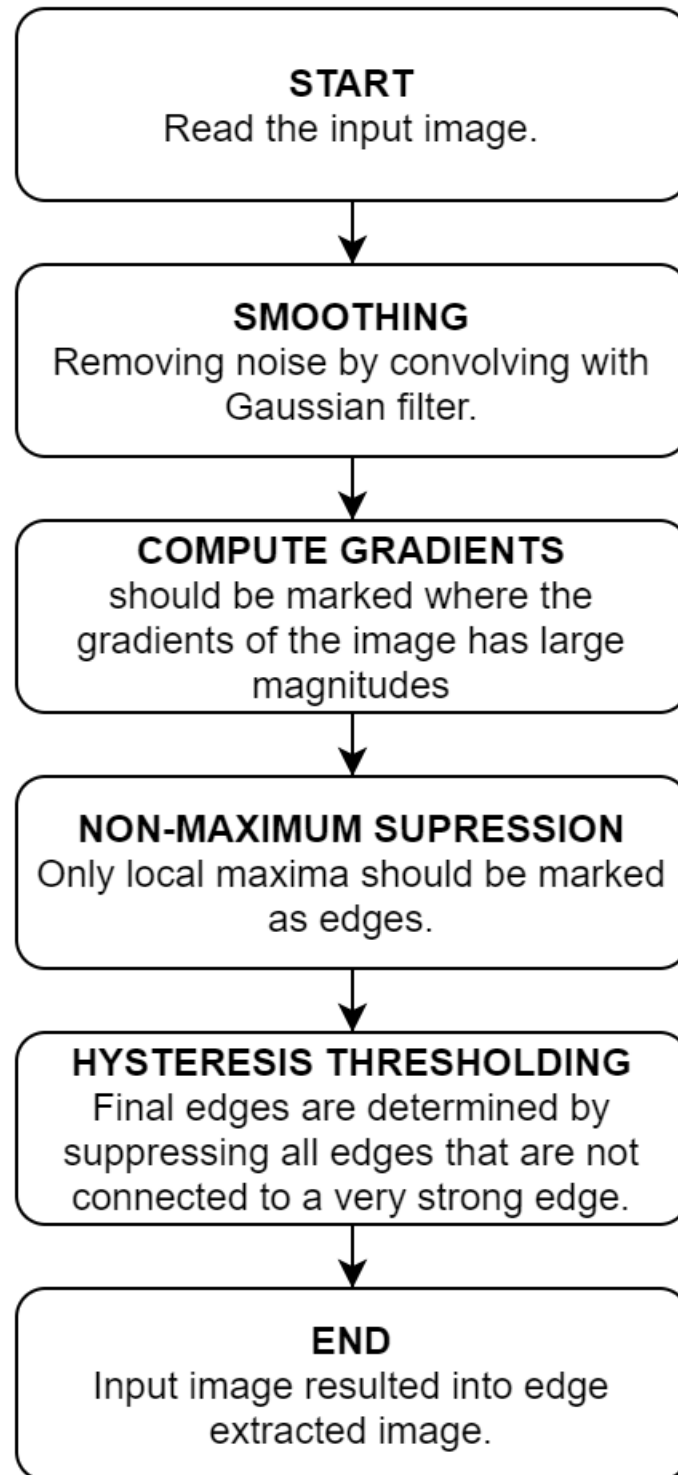 START
Read the input image.
SMOOTHING
Removing noise by convolving with
Gaussian filter.
COMPUTE GRADIENTS
should be marked where the
gradients of the image has large
magnitudes
NON-MAXIMUM SUPRESSION
Only local maxima should be marked
as edges.
HYSTERESIS THRESHOLDING
Final edges are determined by
suppressing all edges that are not
connected to a very strong edge.
END
Input image resulted into edge
extracted image.